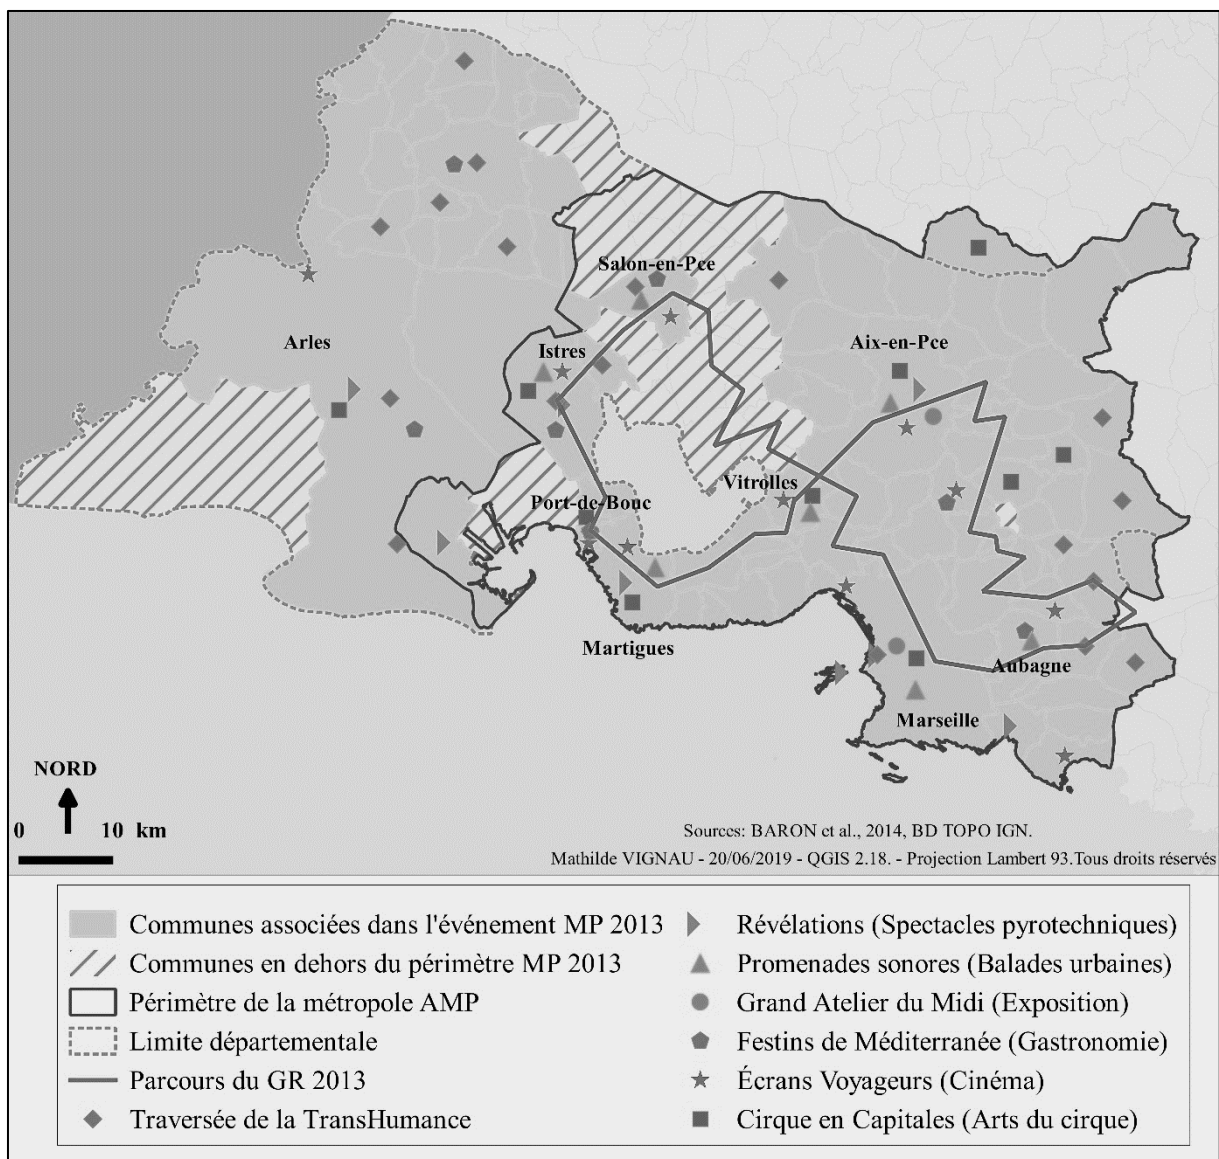 Salon-en-Pce
Arles
Istres
Aix-en-Pce
Vitrolles
Port-de-Bouc
Martigues
Aubagne
Marseille
NORD
0 10 km
Sources: BARON et al., 2014, BD TOPO IGN.
Mathilde VIGNAU - 20/06/2019 - QGIS 2.18. - Projection Lambert 93.Tous droits réservés
Communes associées dans l'événement MP 2013
Communes en dehors du périmètre MP 2013
Périmètre de la métropole AMP
Limite départementale
Parcours du GR 2013
Traversée de la TransHumance
Révélations (Spectacles pyrotechniques)
Promenades sonores (Balades urbaines)
Grand Atelier du Midi (Exposition)
Festins de Méditerranée (Gastronomie)
Écrans Voyageurs (Cinéma)
Cirque en Capitales (Arts du cirque)